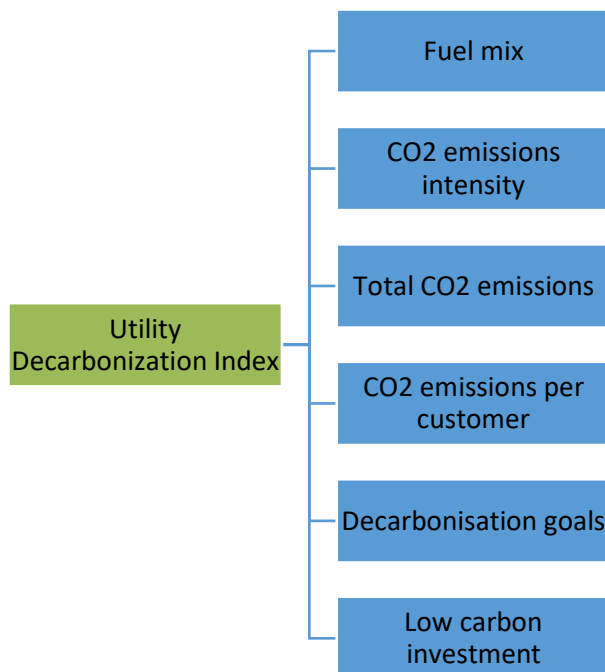 Fuel mix
CO2 emissions
intensity
Total CO2 emissions
Utility
Decarbonization Index
CO2 emissions per
customer
Decarbonisation goals
Low carbon
investment